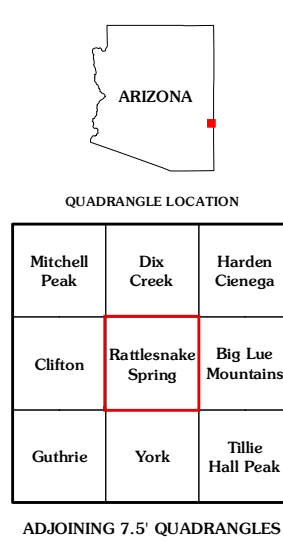 ARIZONA
QUADRANGLE LOCATION
Mitchell
Peak
Dix
Creek
Harden
Cienega
Clifton
Rattlesnake
Spring
Big Lue
Mountains
Guthrie
York
Tillie
Hall Peak
ADJOINING 7.5' QUADRANGLES